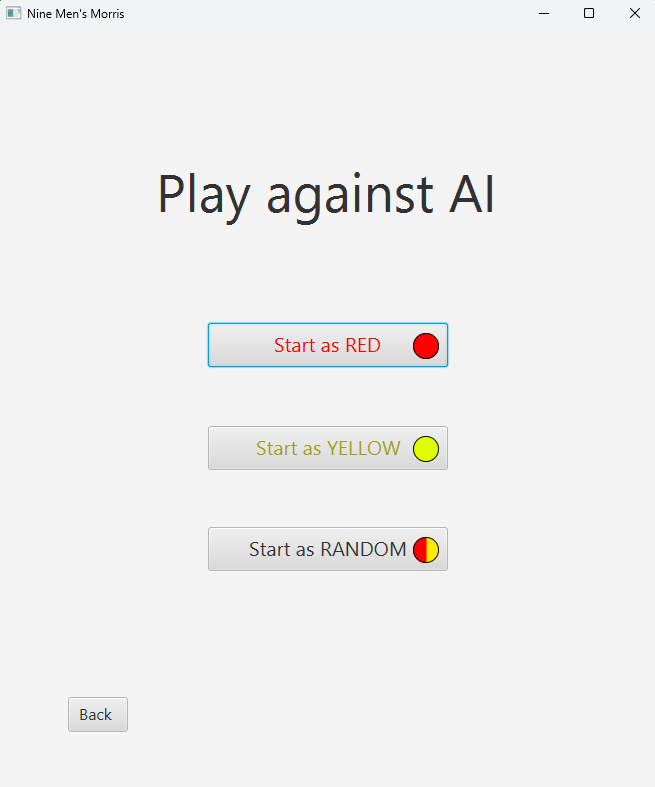 Nine Men's Morris
Play against AI
Start as RED
Start as YELLOW
Start as RANDOM
Back